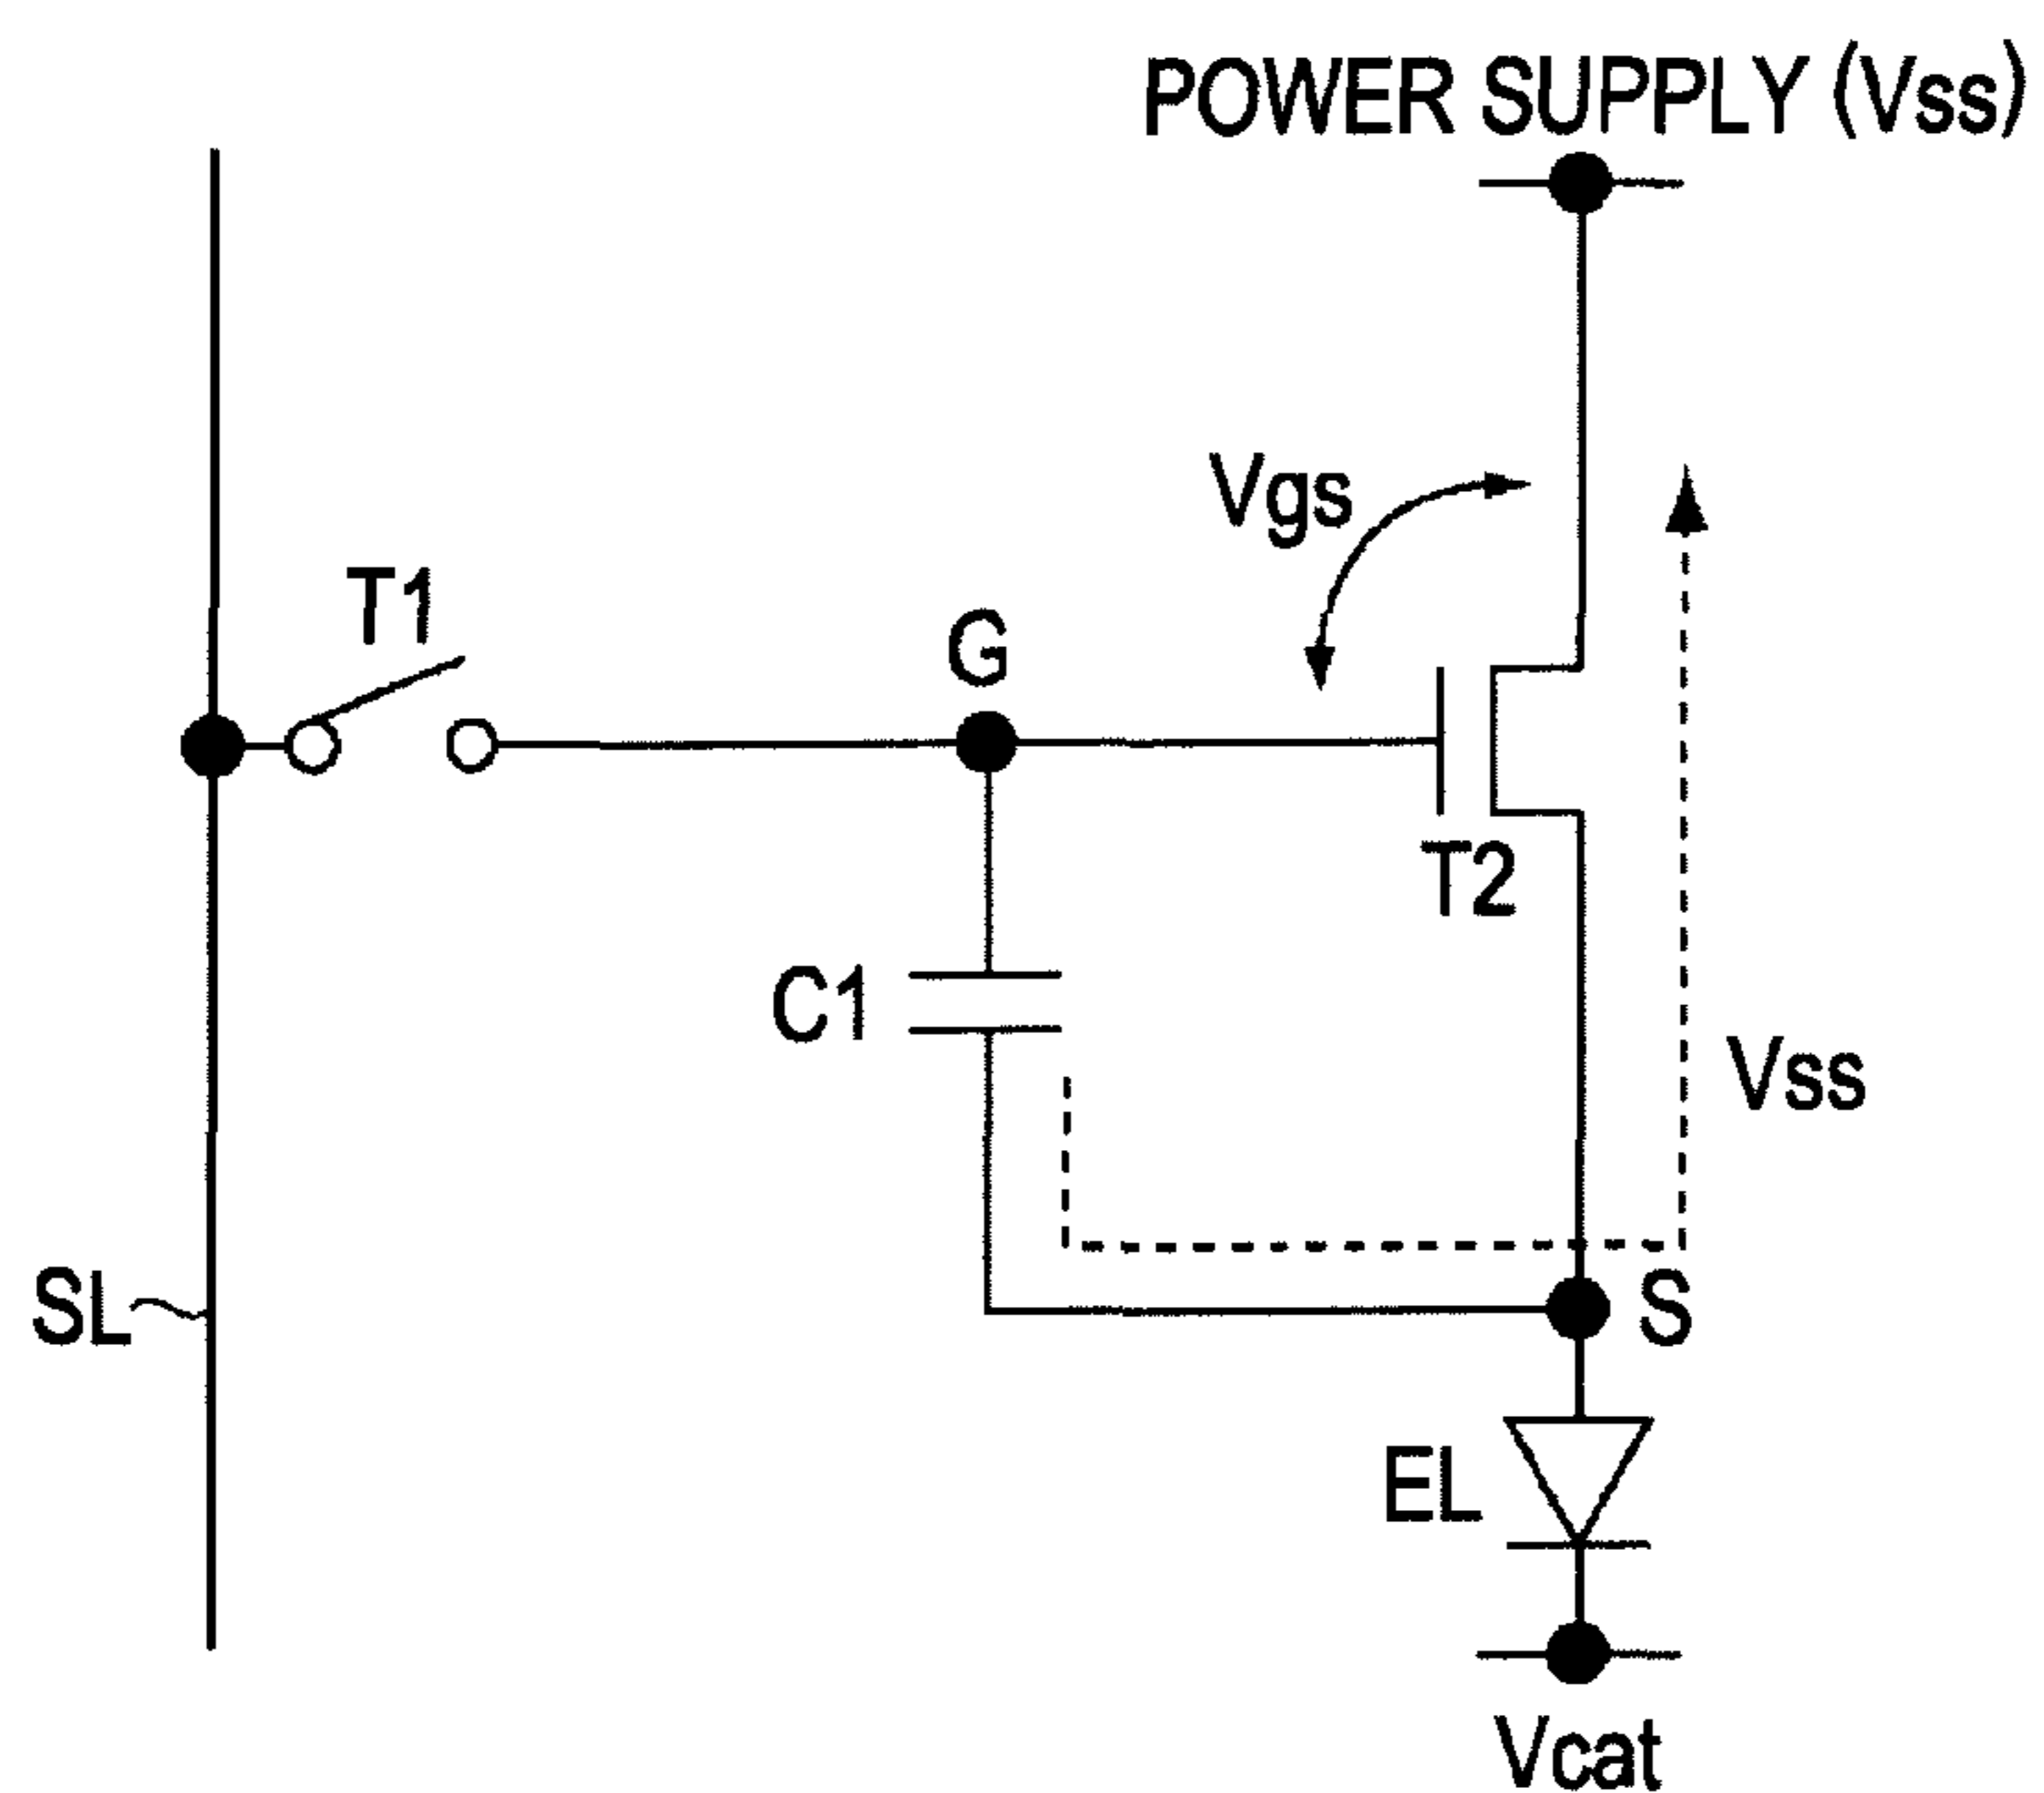 POWER SUPPLY (Vss)
Vgs
T1
G
T2
C1
Vss
SL
S
EL
Vcat